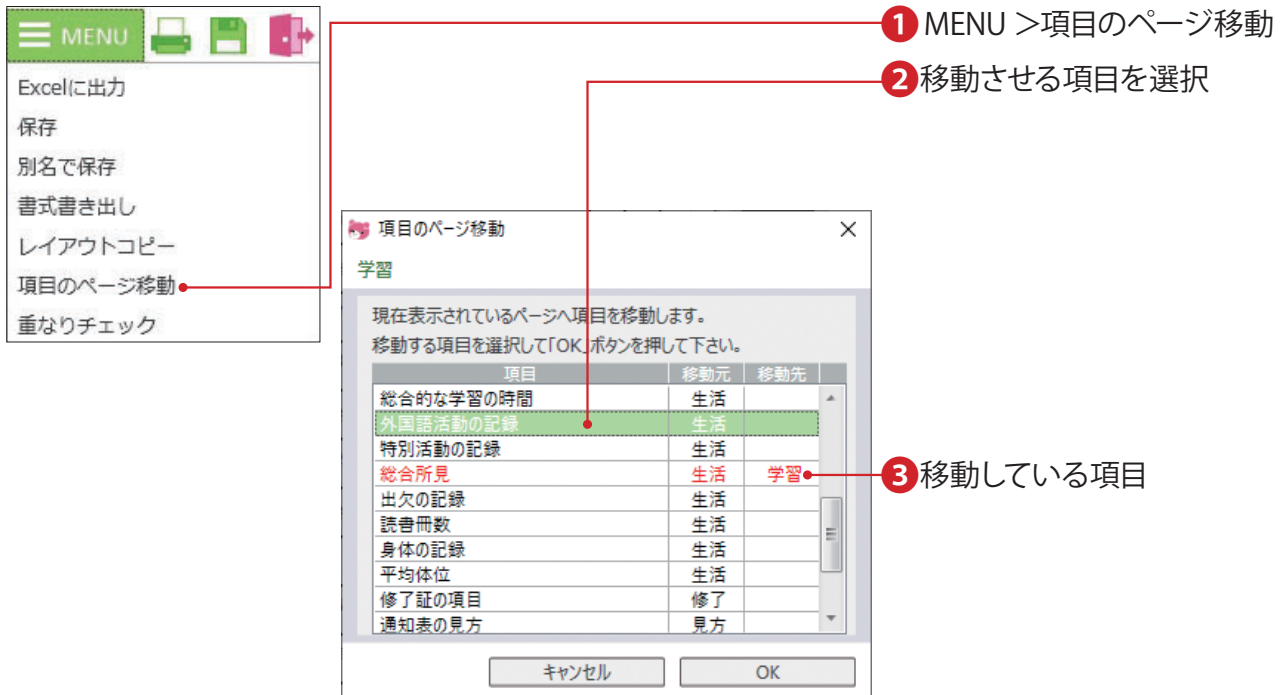 MENU
Excelに出力
保存
別名で保存
書式書き出し
レイアウトコピー
項目のページ移動
重なりチェック
1 MENU >項目のページ移動
2 移動させる項目を選択
項目のページ移動
学習
現在表示されているページへ項目を移動します。
移動する項目を選択して「OK」ボタンを押して下さい。
項目 移動元 移動先
総合的な学習の時間 生活
外国語活動の記録 生活
特別活動の記録 生活
総合所見 生活 学習
出欠の記録 生活
読書冊数 生活
身体の記録 生活
平均体位 生活
修了証の項目 修了
通知表の見方 見方
キャンセル OK
3 移動している項目